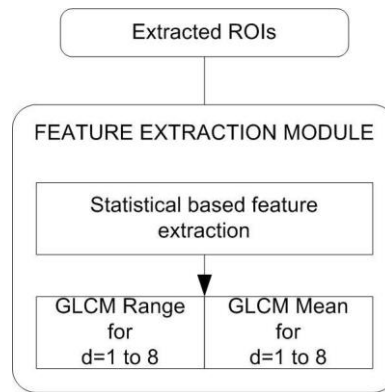 Extracted ROIs
FEATURE EXTRACTION MODULE
Statistical based feature
extraction
GLCM Range
for
d=1 to 8
GLCM Mean
for
d=1 to 8